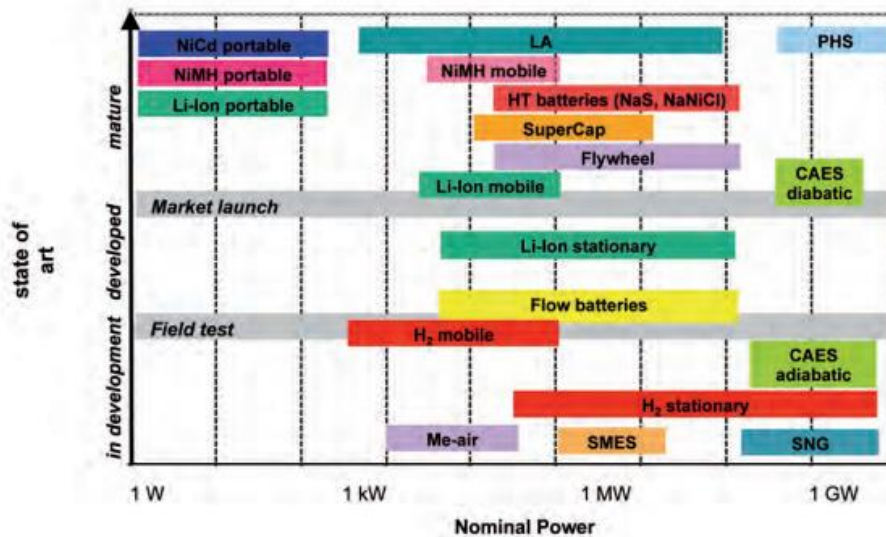 NiCd portable
LA
PHS
NiMH portable
NiMH mobile
Li-Ion portable
HT batteries (NaS, NaNiCl)
SuperCap
Flywheel
CAES
diabatic
Li-Ion mobile
Market launch
Li-Ion stationary
Flow batteries
Field test
H₂ mobile
CAES
adiabatic
H₂ stationary
Me-air
SMES
SNG
mature
developed
in development
state of
art
1 W
1 kW
1 MW
1 GW
Nominal Power